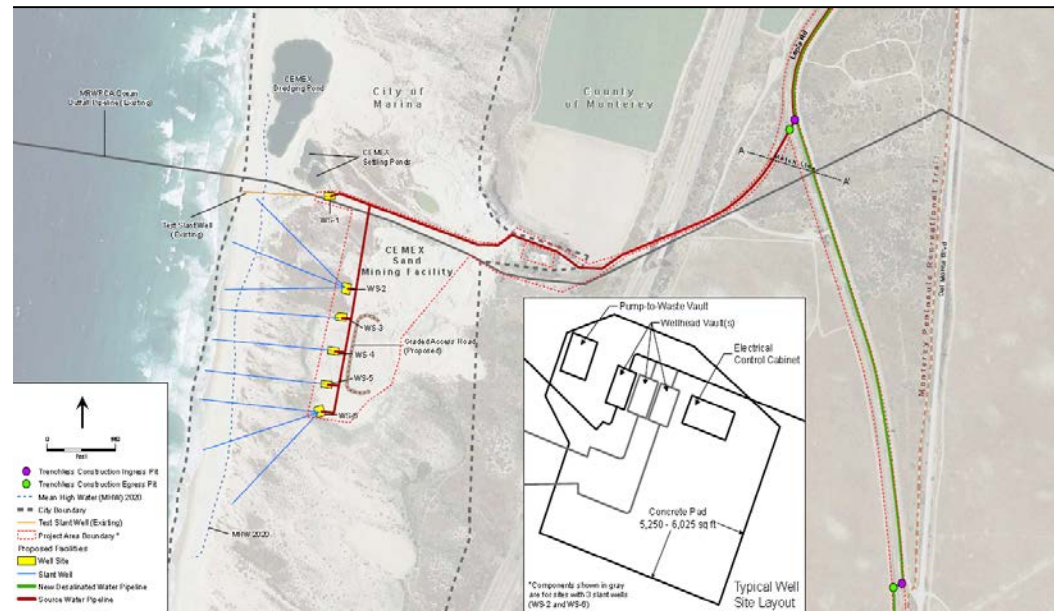 CEMEX
Dredging Pond
City of
Marina
County
of Monterey
MRWPCA Ocean
Outfall Pipeline (Existing)
CEMEX
Settling Ponds
Lapis Rd
A
A'
Test Slant Well
(Existing)
WS-1
CEMEX
Sand
Mining Facility
WS-2
WS-3
WS-4
WS-5
WS-6
Graded Access Road
(Proposed)
MHW 2020
Monterey Peninsula Recreational Trail
Del Monte Blvd
0
feet
Trenchless Construction Ingress Pit
Trenchless Construction Egress Pit
Mean High Water (MHW) 2020
City Boundary
Test Slant Well (Existing)
Project Area Boundary *
Proposed Facilities
Well Site
Slant Well
New Desalinated Water Pipeline
Source Water Pipeline
Pump-to-Waste Vault
Wellhead Vault(s)
Electrical
Control Cabinet
Concrete Pad
5,250 - 6,025 sq ft
*Components shown in gray
are for sites with 3 slant wells
(WS-2 and WS-6)
Typical Well
Site Layout